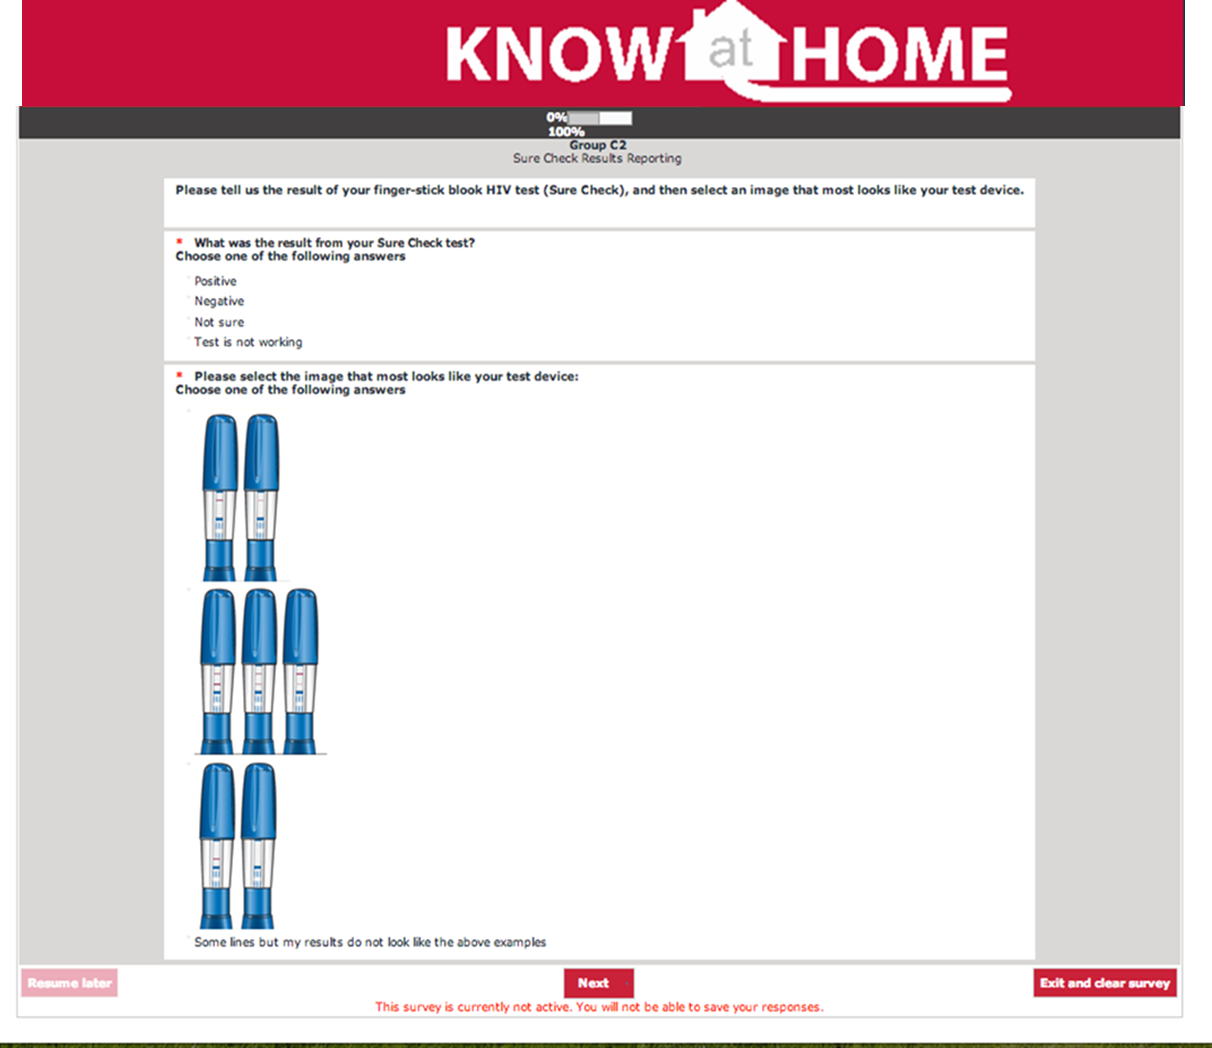 KNOW at HOME
0%
100%
Group C2
Sure Check Results Reporting
Please tell us the result of your finger-stick blook HIV test (Sure Check), and then select an image that most looks like your test device.
* What was the result from your Sure Check test?
Choose one of the following answers
Positive
Negative
Not sure
Test is not working
* Please select the image that most looks like your test device:
Choose one of the following answers
Some lines but my results do not look like the above examples
Resume later
Next
Exit and clear survey
This survey is currently not active. You will not be able to save your responses.